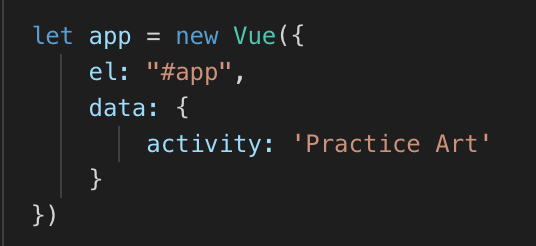 let app = new Vue({
    el: "#app",
    data: {
        activity: 'Practice Art'
    }
})